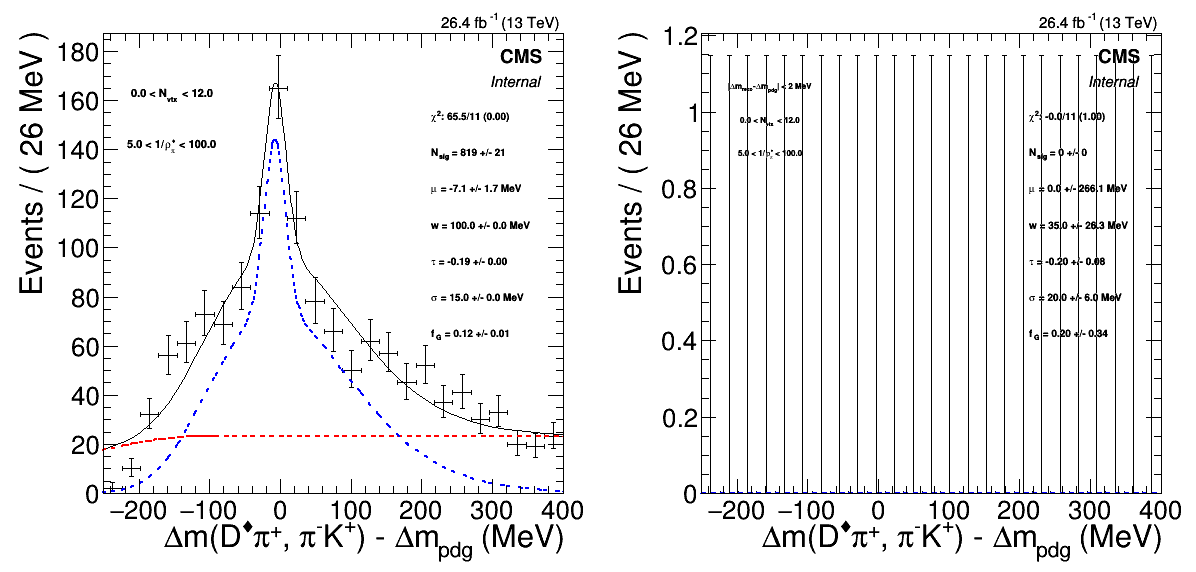 26.4 fb⁻¹ (13 TeV)
CMS
Internal
0.0 < N_vtx < 12.0
5.0 < 1/ρ_π^♦ < 100.0
χ²: 65.5/11 (0.00)
N_sig = 819 +/- 21
μ = -7.1 +/- 1.7 MeV
w = 100.0 +/- 0.0 MeV
τ = -0.19 +/- 0.00
σ = 15.0 +/- 0.0 MeV
f_G = 0.12 +/- 0.01
Events / ( 26 MeV )
180
160
140
120
100
80
60
40
20
0
−200 −100 0 100 200 300 400
Δm(D♦π⁺, π⁻K⁺) - Δm_pdg (MeV)
26.4 fb⁻¹ (13 TeV)
CMS
Internal
|Δm_reco-Δm_pdg| < 2 MeV
0.0 < N_vtx < 12.0
5.0 < 1/ρ_π^♦ < 100.0
χ²: -0.0/11 (1.00)
N_sig = 0 +/- 0
μ = 0.0 +/- 266.1 MeV
w = 35.0 +/- 26.3 MeV
τ = -0.20 +/- 0.08
σ = 20.0 +/- 6.0 MeV
f_G = 0.20 +/- 0.34
Events / ( 26 MeV )
1.2
1
0.8
0.6
0.4
0.2
0
−200 −100 0 100 200 300 400
Δm(D♦π⁺, π⁻K⁺) - Δm_pdg (MeV)